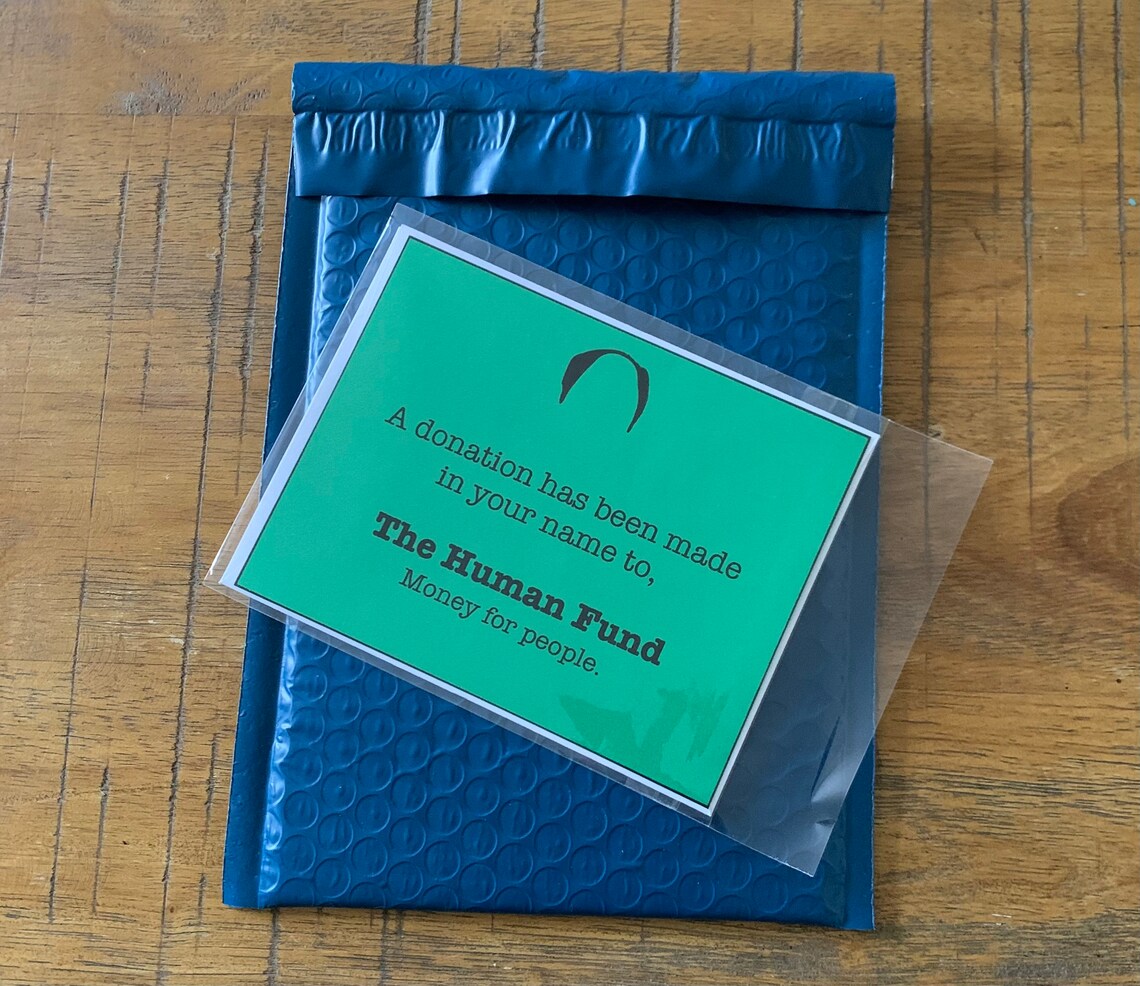 A donation has been made
in your name to,
The Human Fund
Money for people.